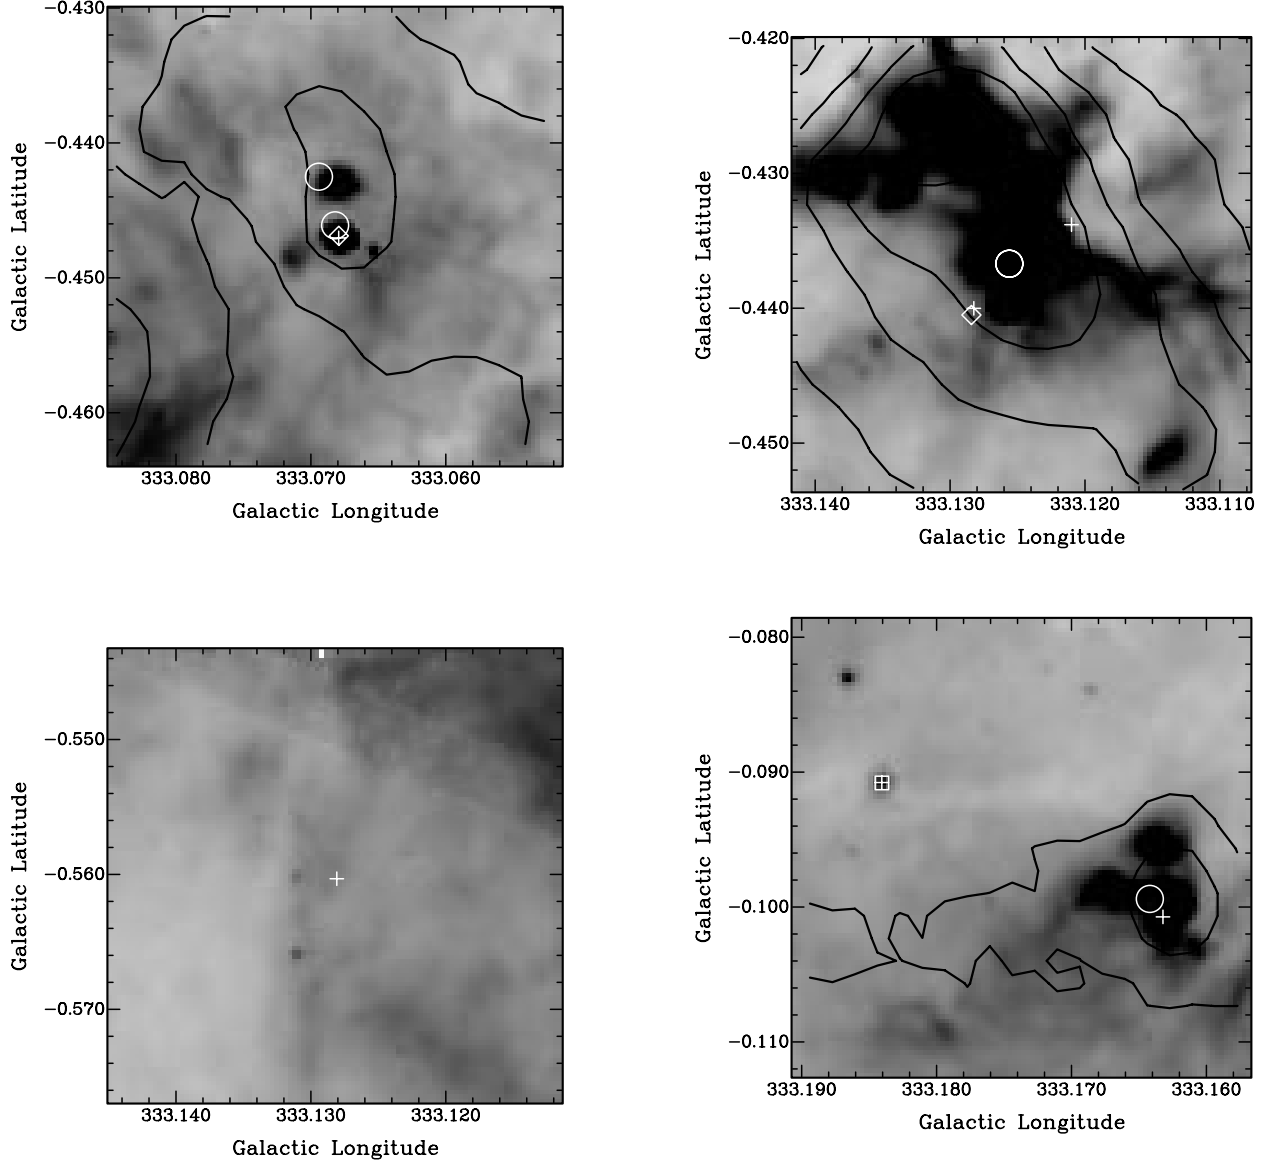 −0.430
−0.440
−0.450
−0.460
Galactic Latitude
333.080 333.070 333.060
Galactic Longitude
−0.420
−0.430
−0.440
−0.450
Galactic Latitude
333.140 333.130 333.120 333.110
Galactic Longitude
−0.550
−0.560
−0.570
Galactic Latitude
333.140 333.130 333.120
Galactic Longitude
−0.080
−0.090
−0.100
−0.110
Galactic Latitude
333.190 333.180 333.170 333.160
Galactic Longitude